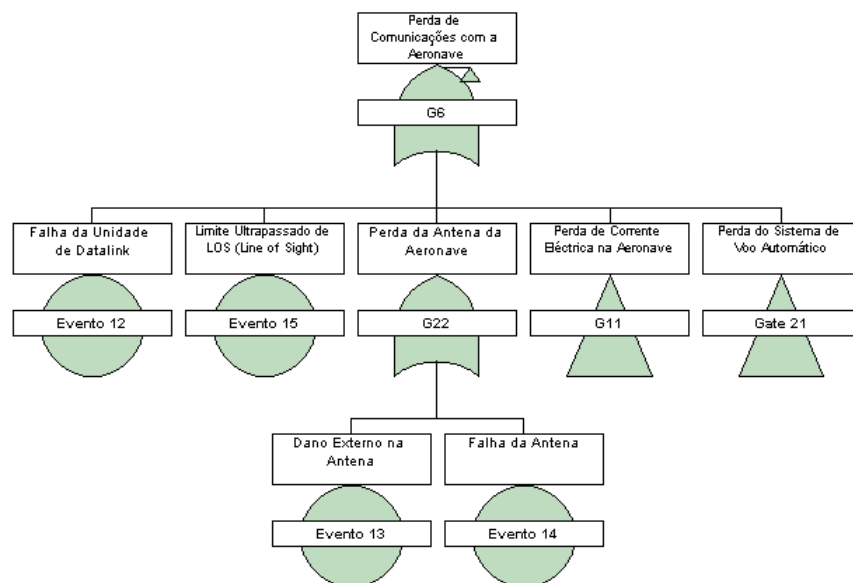 Perda de
Comunicações com a
Aeronave
G6
Falha da Unidade
de Datalink
Evento 12
Limite Ultrapassado de
LOS (Line of Sight)
Evento 15
Perda da Antena da
Aeronave
G22
Perda de Corrente
Eléctrica na Aeronave
G11
Perda do Sistema de
Voo Automático
Gate 21
Dano Externo na
Antena
Evento 13
Falha da Antena
Evento 14